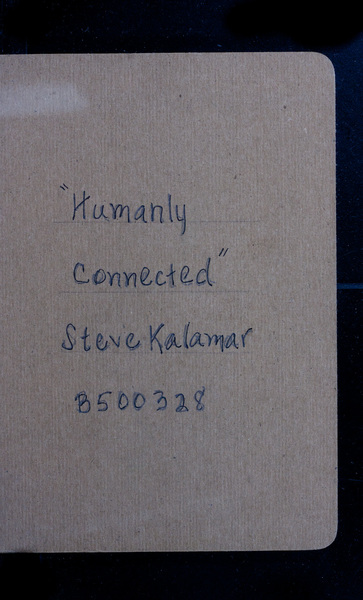 "Humanly
Connected"
Steve Kalamar
B500328